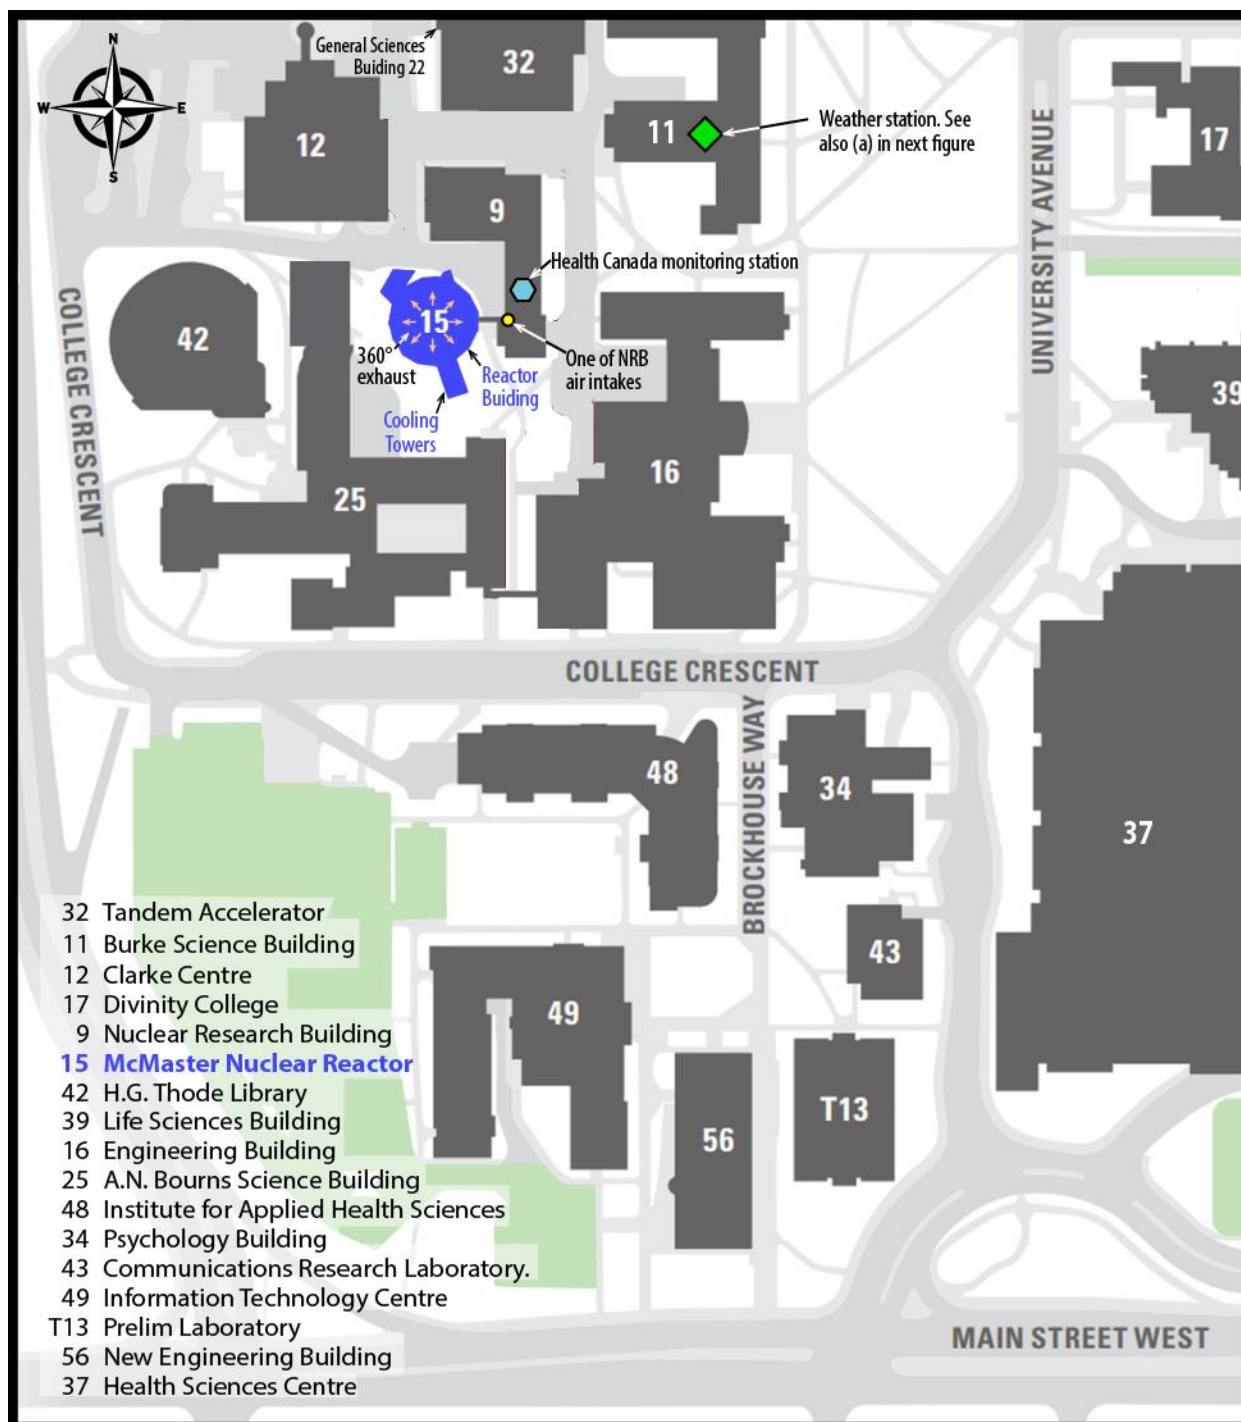 N
W
E
S
General Sciences
Buiding 22
32
12
11
Weather station. See
also (a) in next figure
17
9
UNIVERSITY AVENUE
Health Canada monitoring station
COLLEGE CRESCENT
42
15
360°
exhaust
Reactor
Buiding
One of NRB
air intakes
Cooling
Towers
39
25
16
COLLEGE CRESCENT
BROCKHOUSE WAY
48
34
37
43
49
T13
56
32 Tandem Accelerator
11 Burke Science Building
12 Clarke Centre
17 Divinity College
9 Nuclear Research Building
15 McMaster Nuclear Reactor
42 H.G. Thode Library
39 Life Sciences Building
16 Engineering Building
25 A.N. Bourns Science Building
48 Institute for Applied Health Sciences
34 Psychology Building
43 Communications Research Laboratory.
49 Information Technology Centre
T13 Prelim Laboratory
56 New Engineering Building
37 Health Sciences Centre
MAIN STREET WEST